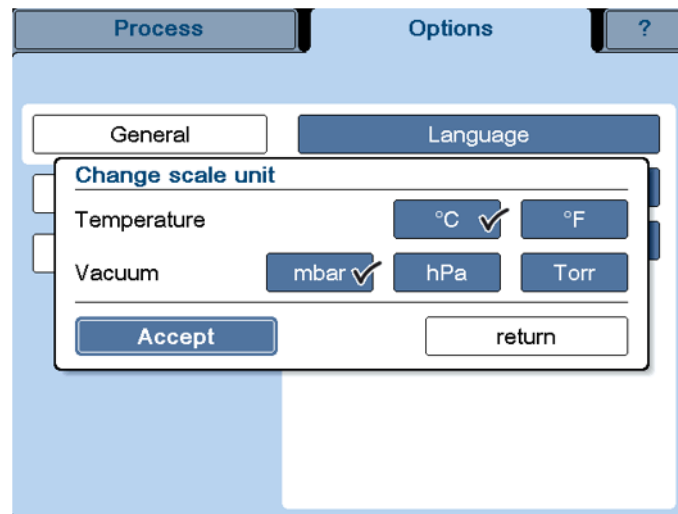 Process Options ?
General Language
Change scale unit
Temperature °C °F
Vacuum mbar hPa Torr
Accept return